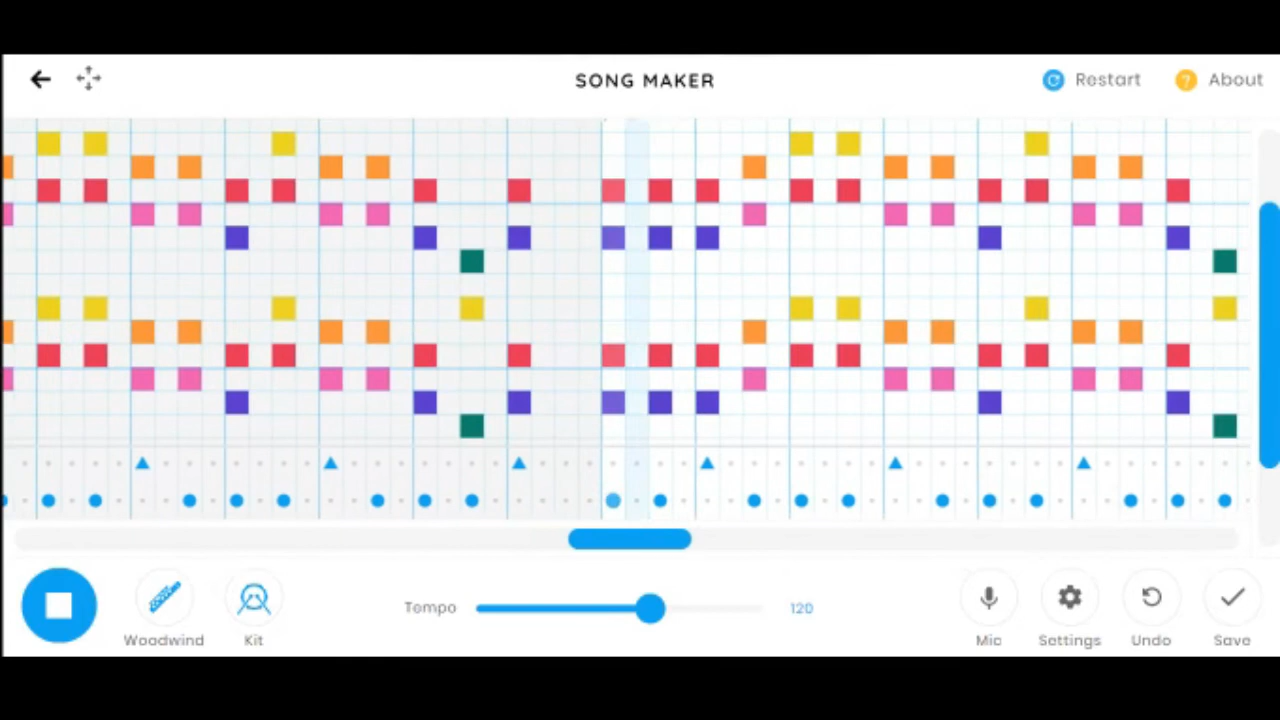 SONG MAKER
Restart
? About
Tempo
120
Woodwind
Kit
Mic
Settings
Undo
Save